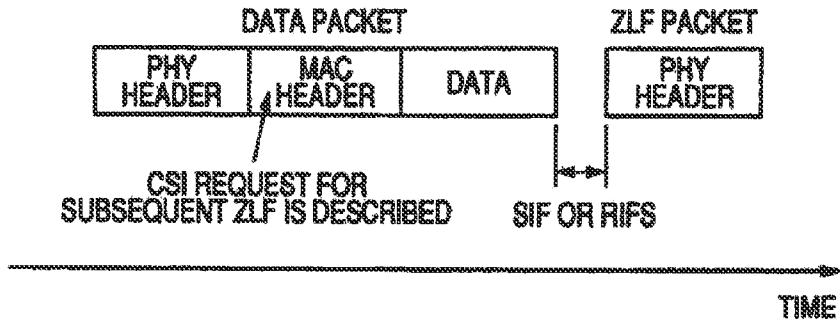 DATA PACKET
ZLF PACKET
PHY HEADER
MAC HEADER
DATA
PHY HEADER
CSI REQUEST FOR
SUBSEQUENT ZLF IS DESCRIBED
SIF OR RIFS
TIME